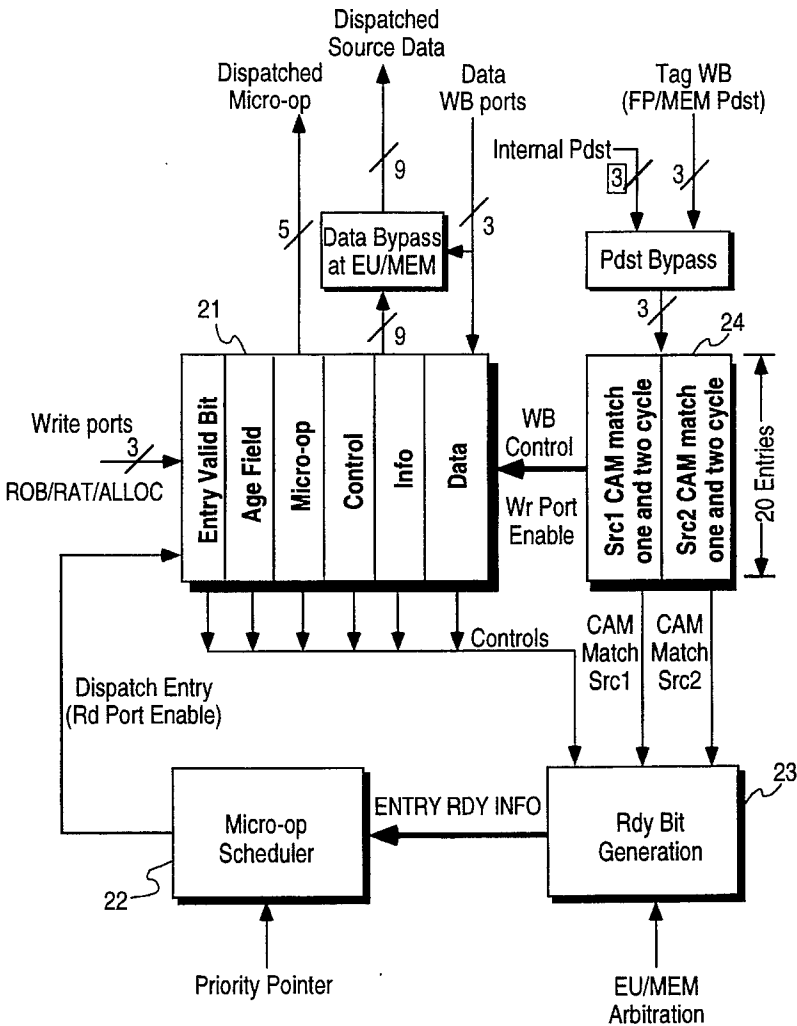 Dispatched
Source Data
Dispatched
Micro-op
Data
WB ports
Tag WB
(FP/MEM Pdst)
Internal Pdst
9
3
3
5
3
Data Bypass
at EU/MEM
Pdst Bypass
9
3
21
24
Entry Valid Bit
Age Field
Micro-op
Control
Info
Data
Write ports
3
ROB/RAT/ALLOC
WB
Control
Wr Port
Enable
Src1 CAM match
one and two cycle
Src2 CAM match
one and two cycle
20 Entries
Controls
CAM
Match
Src1
CAM
Match
Src2
Dispatch Entry
(Rd Port Enable)
Micro-op
Scheduler
22
ENTRY RDY INFO
Rdy Bit
Generation
23
Priority Pointer
EU/MEM
Arbitration